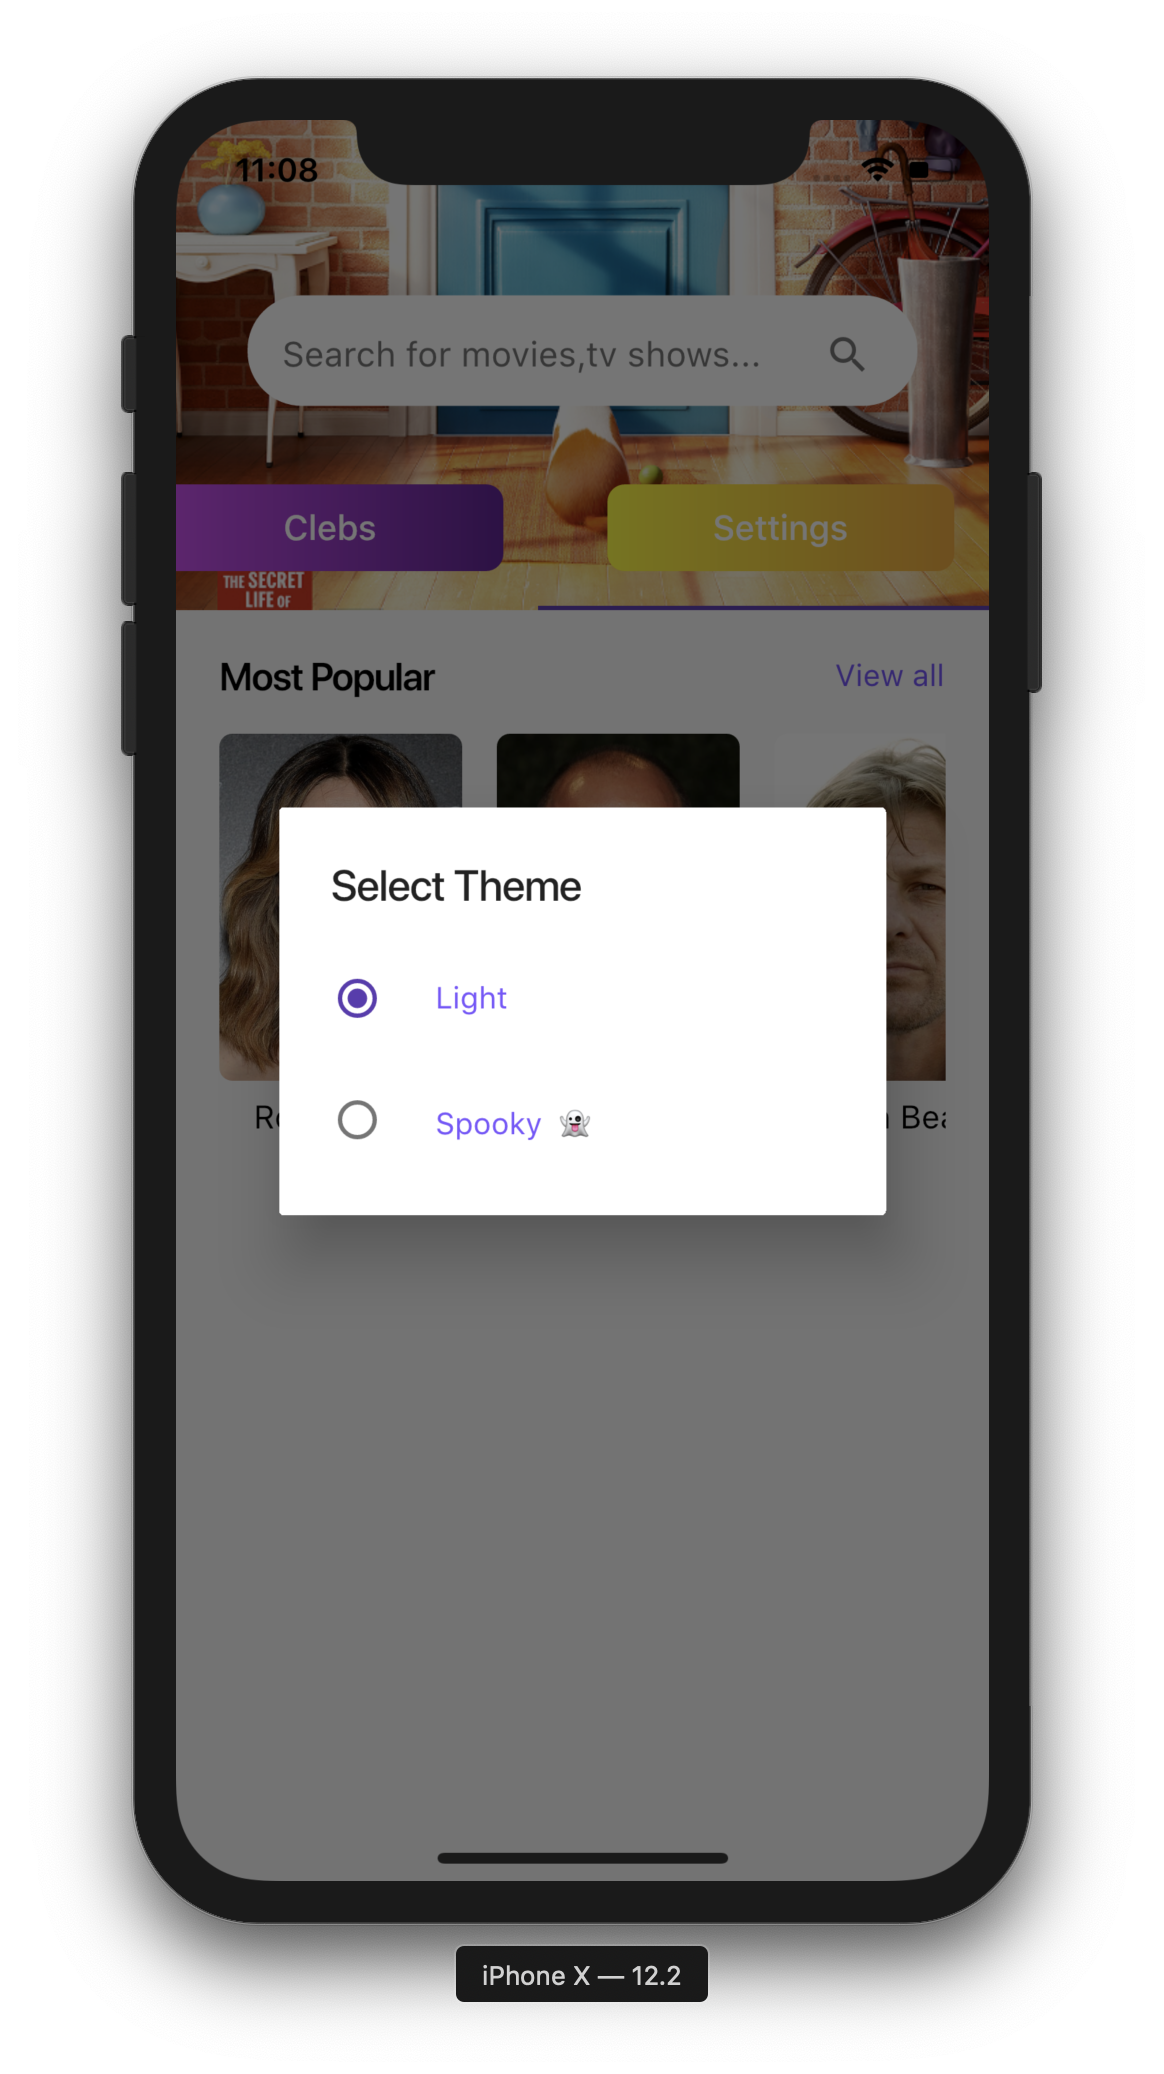 11:08
Search for movies,tv shows...
Clebs
Settings
THE SECRET
LIFE OF
Most Popular
View all
Select Theme
Light
Spooky 👻
Bea
iPhone X — 12.2